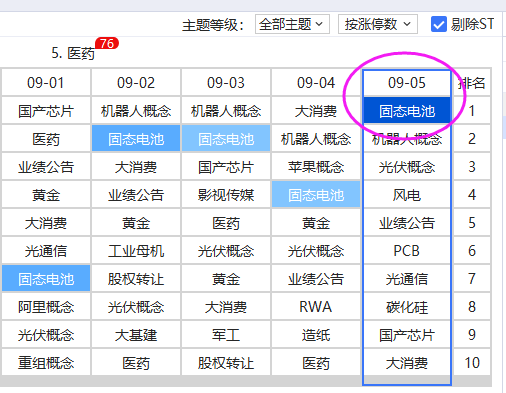 主题等级： 全部主题 按涨停数 剔除ST
5. 医药 76
09-01 09-02 09-03 09-04 09-05 排名
国产芯片 机器人概念 机器人概念 大消费 固态电池 1
医药 固态电池 固态电池 机器人概念 机器人概念 2
业绩公告 大消费 国产芯片 苹果概念 光伏概念 3
黄金 业绩公告 影视传媒 固态电池 风电 4
大消费 黄金 医药 黄金 业绩公告 5
光通信 工业母机 光伏概念 光伏概念 PCB 6
固态电池 股权转让 黄金 业绩公告 光通信 7
阿里概念 光伏概念 大消费 RWA 碳化硅 8
光伏概念 大基建 军工 造纸 国产芯片 9
重组概念 医药 股权转让 医药 大消费 10